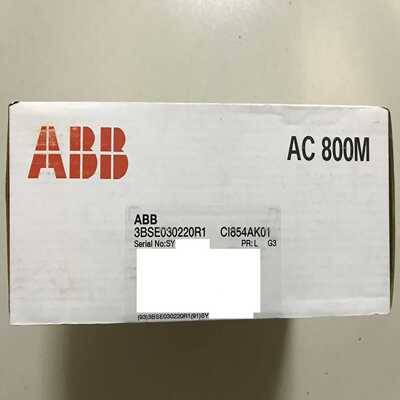 ABB
AC 800M
ABB
3BSE030220R1 CI854AK01
Serial No:SY PR:L G3
(93)3BSE030220R1(91)SY